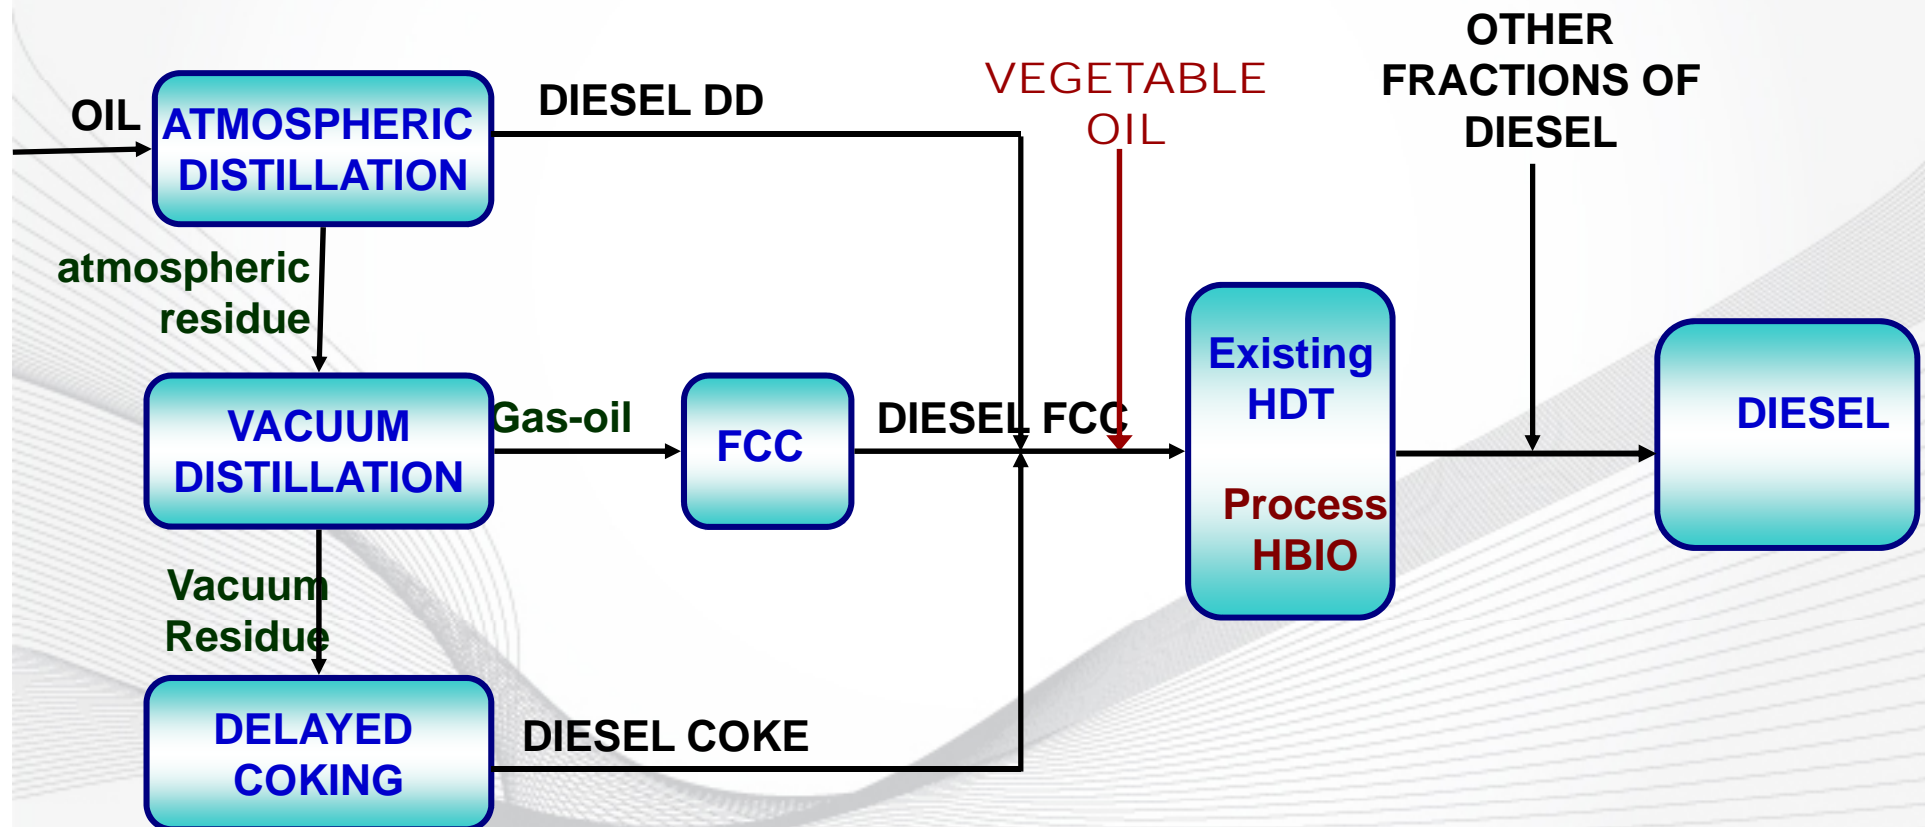 OTHER
FRACTIONS OF
DIESEL
VEGETABLE
OIL
DIESEL DD
OIL
ATMOSPHERIC
DISTILLATION
atmospheric
residue
VACUUM
DISTILLATION
Gas-oil
FCC
DIESEL FCC
Existing
HDT
Process
HBIO
DIESEL
Vacuum
Residue
DELAYED
COKING
DIESEL COKE